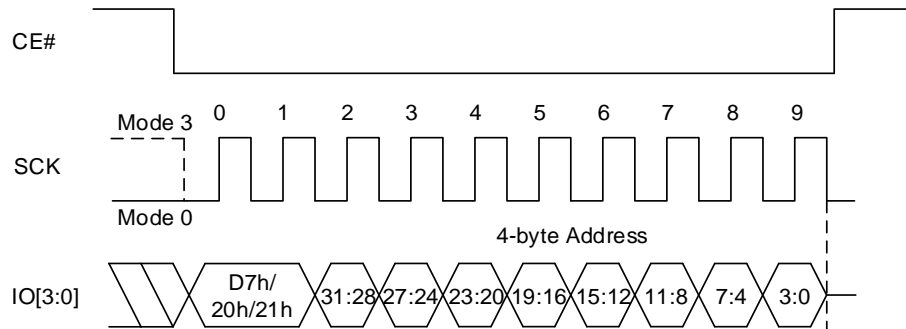 CE#
0 1 2 3 4 5 6 7 8 9
Mode 3
SCK
Mode 0
4-byte Address
IO[3:0]
D7h/
20h/21h
31:28 27:24 23:20 19:16 15:12 11:8 7:4 3:0